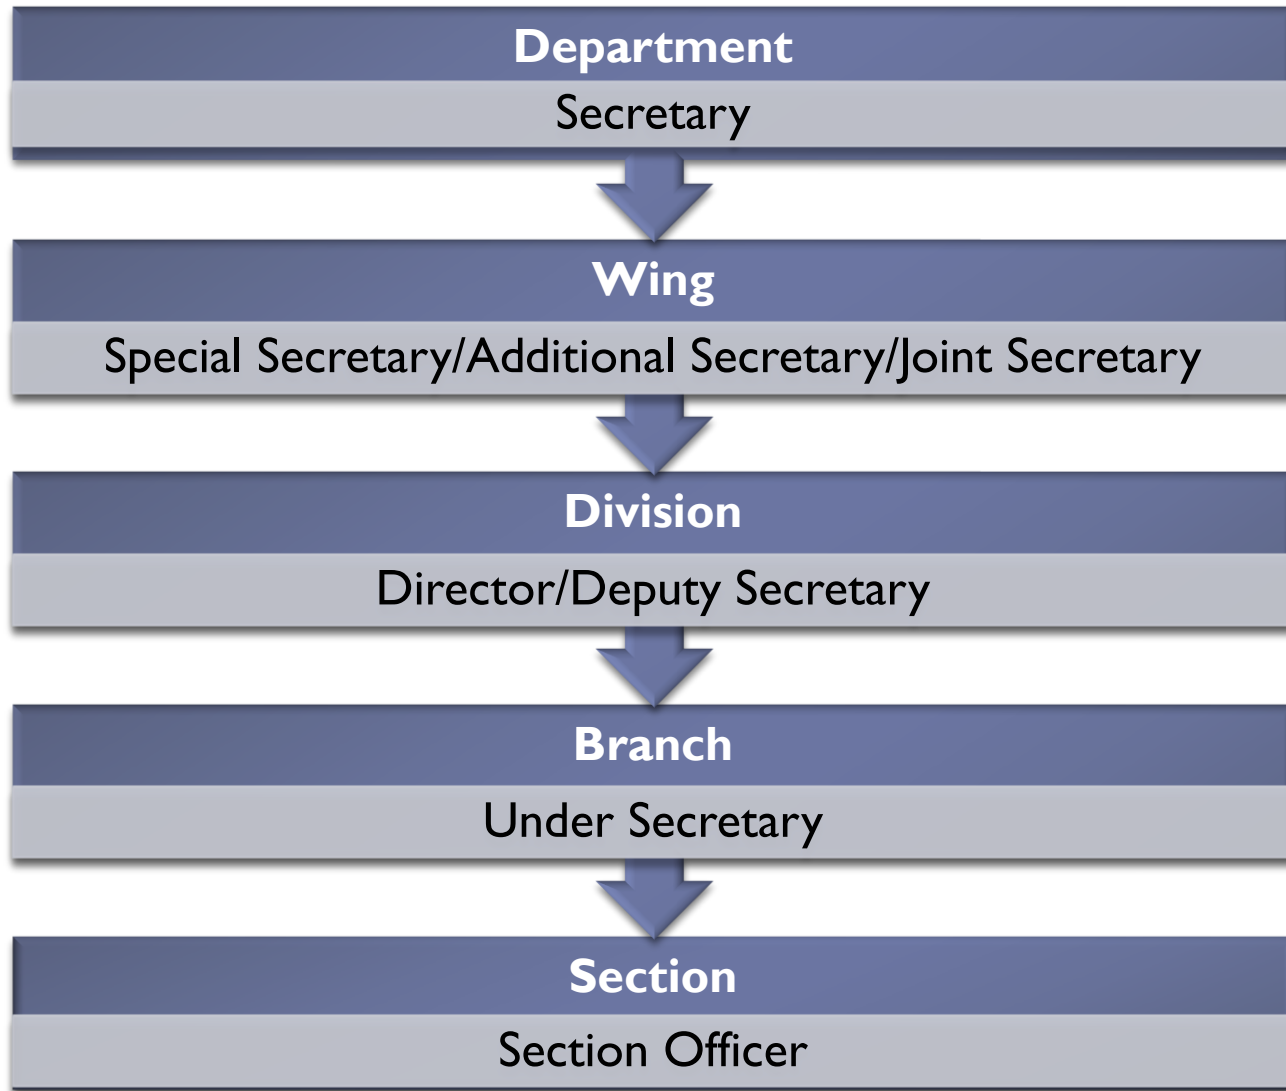 Department
Secretary
Wing
Special Secretary/Additional Secretary/Joint Secretary
Division
Director/Deputy Secretary
Branch
Under Secretary
Section
Section Officer